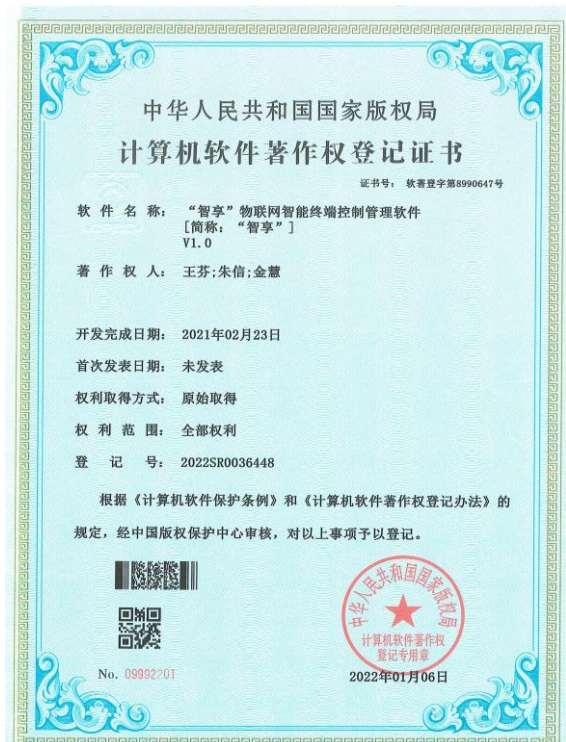 中华人民共和国国家版权局
计算机软件著作权登记证书
证书号： 软著登字第8990647号
软件名称： “智享”物联网智能终端控制管理软件
[简称：“智享”]
V1.0
著作权人： 王芬;朱信;金慧
开发完成日期： 2021年02月23日
首次发表日期： 未发表
权利取得方式： 原始取得
权利范围： 全部权利
登记号： 2022SR0036448
根据《计算机软件保护条例》和《计算机软件著作权登记办法》的
规定，经中国版权保护中心审核，对以上事项予以登记。
中华人民共和国国家版权局
计算机软件著作权
登记专用章
No. 09992201
2022年01月06日